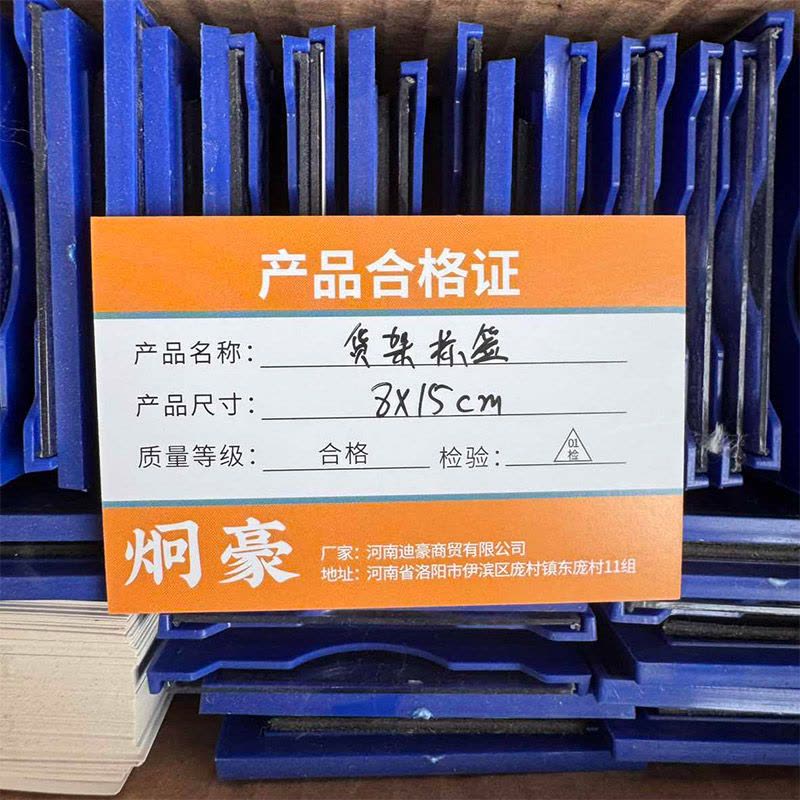 产品合格证
产品名称：货架标签
产品尺寸：8X15cm
质量等级：合格 检验：01检
炯豪
厂家：河南迪豪商贸有限公司
地址：河南省洛阳市伊滨区庞村镇东庞村11组